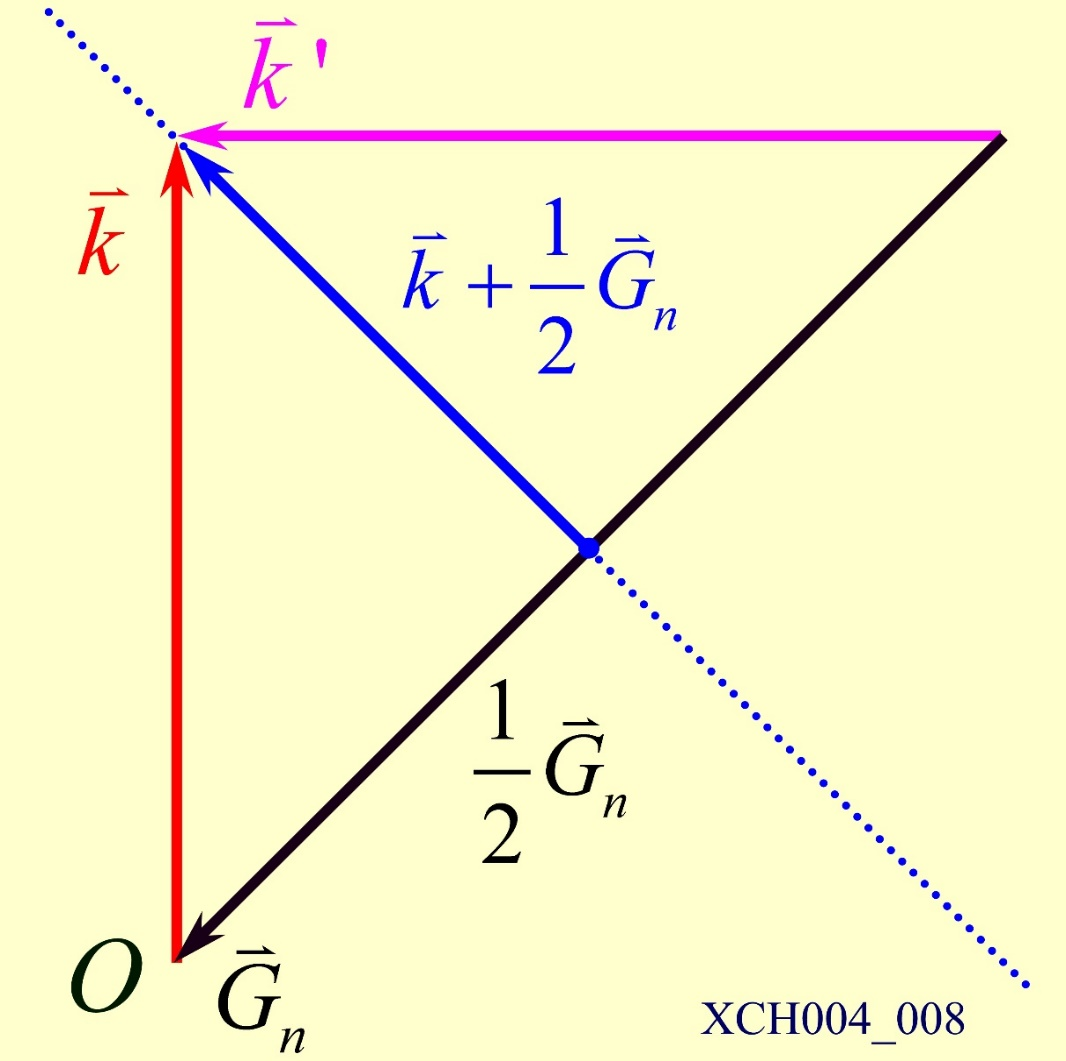 k⃗ '
k⃗
k⃗ + 1/2 G⃗ₙ
1/2 G⃗ₙ
O G⃗ₙ
XCH004_008